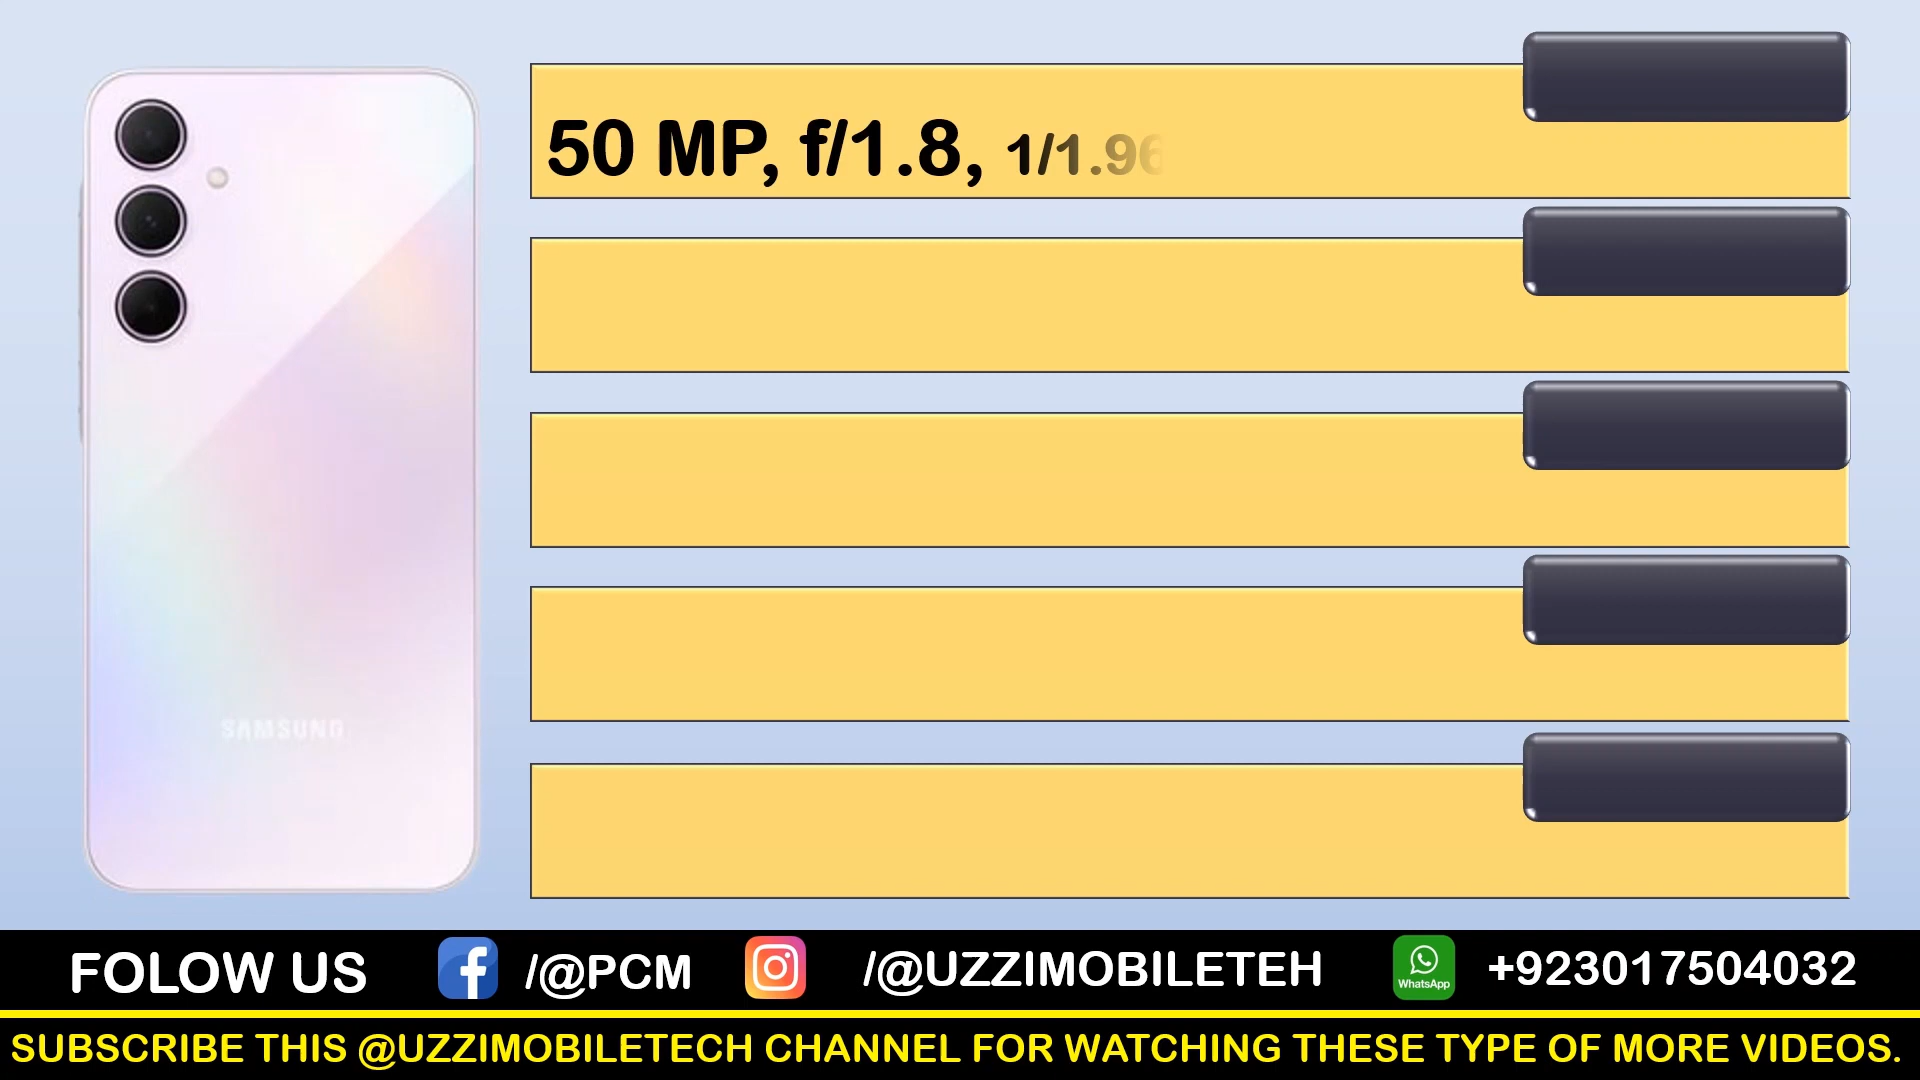 50 MP, f/1.8, 1/1.96
SAMSUNG
FOLOW US /@PCM /@UZZIMOBILETEH WhatsApp +923017504032
SUBSCRIBE THIS @UZZIMOBILETECH CHANNEL FOR WATCHING THESE TYPE OF MORE VIDEOS.